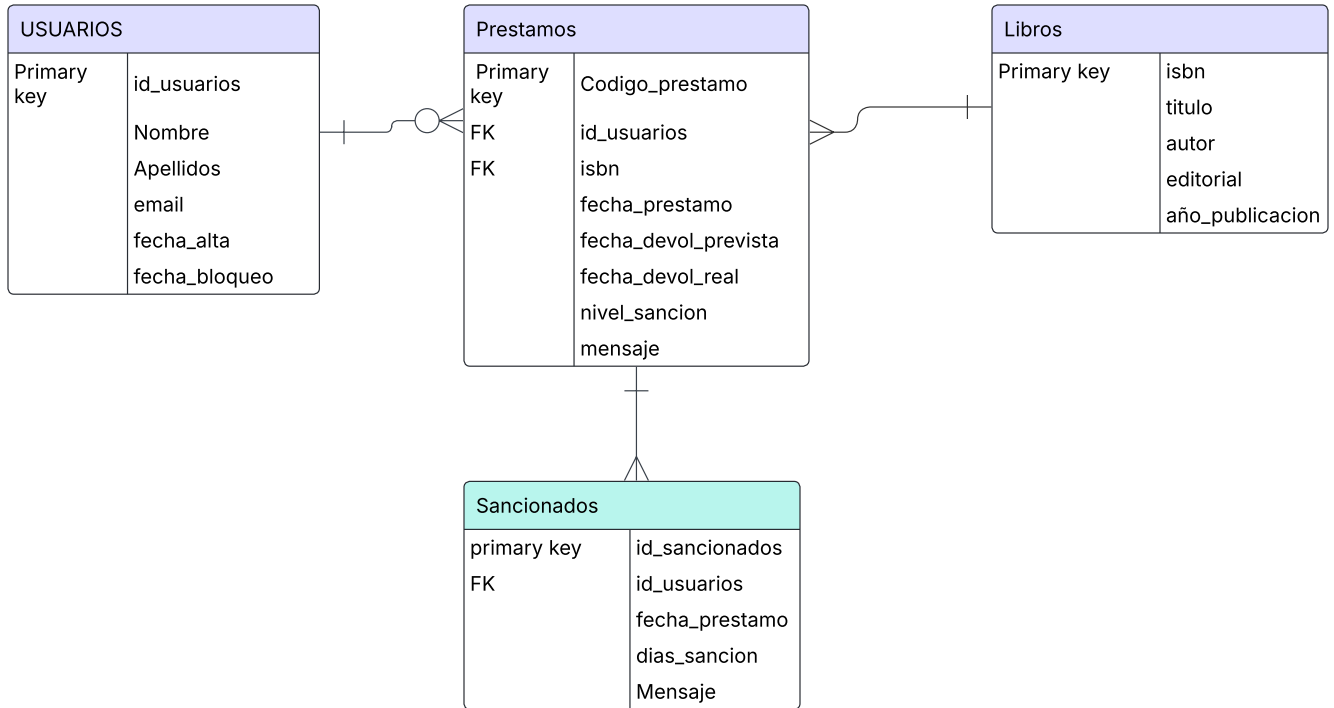 USUARIOS
Primary
key
id_usuarios
Nombre
Apellidos
email
fecha_alta
fecha_bloqueo
Prestamos
Primary
key
Codigo_prestamo
FK id_usuarios
FK isbn
fecha_prestamo
fecha_devol_prevista
fecha_devol_real
nivel_sancion
mensaje
Libros
Primary key isbn
titulo
autor
editorial
año_publicacion
Sancionados
primary key id_sancionados
FK id_usuarios
fecha_prestamo
dias_sancion
Mensaje